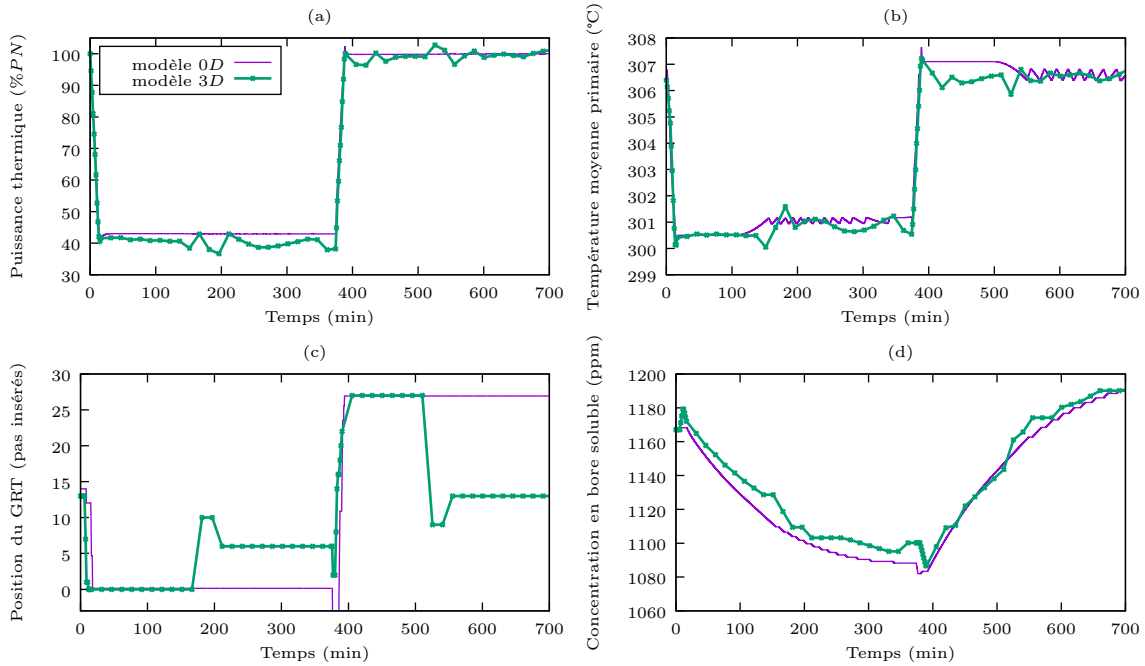 (a)
Puissance thermique (%PN)
100
90
80
70
60
50
40
30
modèle 0D
modèle 3D
0 100 200 300 400 500 600 700
Temps (min)
(b)
Température moyenne primaire (°C)
308
307
306
305
304
303
302
301
300
299
0 100 200 300 400 500 600 700
Temps (min)
(c)
Position du GRT (pas insérés)
30
25
20
15
10
5
0
0 100 200 300 400 500 600 700
Temps (min)
(d)
Concentration en bore soluble (ppm)
1200
1180
1160
1140
1120
1100
1080
1060
0 100 200 300 400 500 600 700
Temps (min)